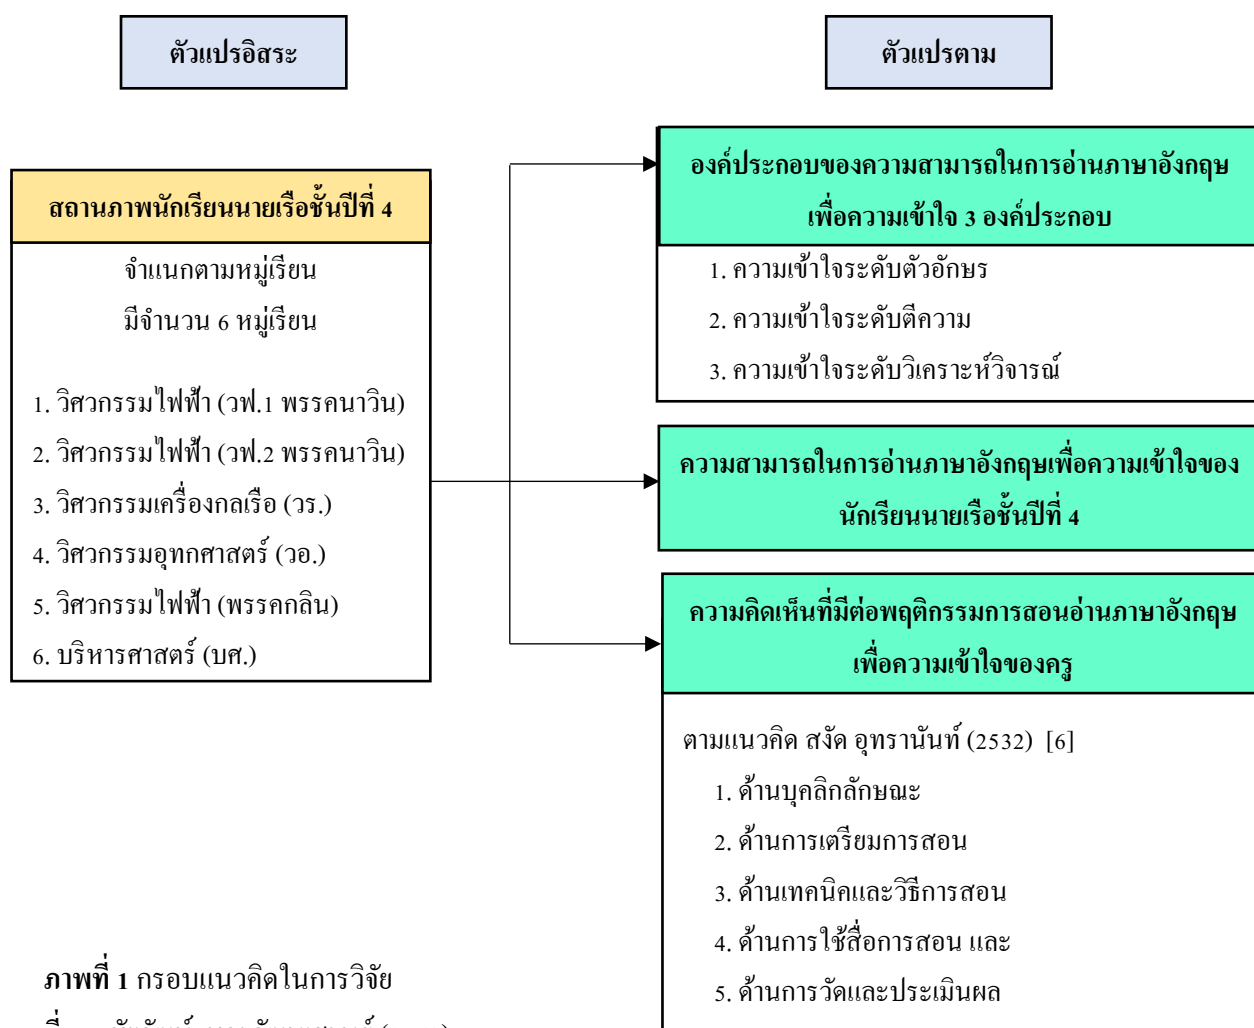 ตัวแปรอิสระ
ตัวแปรตาม
สถานภาพนักเรียนนายเรือชั้นปีที่ 4
จำแนกตามหมู่เรียน
มีจำนวน 6 หมู่เรียน
1. วิศวกรรมไฟฟ้า (วฟ.1 พรรคนาวิน)
2. วิศวกรรมไฟฟ้า (วฟ.2 พรรคนาวิน)
3. วิศวกรรมเครื่องกลเรือ (วร.)
4. วิศวกรรมอุทกศาสตร์ (วอ.)
5. วิศวกรรมไฟฟ้า (พรรคกลิน)
6. บริหารศาสตร์ (บศ.)
องค์ประกอบของความสามารถในการอ่านภาษาอังกฤษ
เพื่อความเข้าใจ 3 องค์ประกอบ
1. ความเข้าใจระดับตัวอักษร
2. ความเข้าใจระดับตีความ
3. ความเข้าใจระดับวิเคราะห์วิจารณ์
ความสามารถในการอ่านภาษาอังกฤษเพื่อความเข้าใจของ
นักเรียนนายเรือชั้นปีที่ 4
ความคิดเห็นที่มีต่อพฤติกรรมการสอนอ่านภาษาอังกฤษ
เพื่อความเข้าใจของครู
ตามแนวคิด สงัด อุทรานันท์ (2532) [6]
1. ด้านบุคลิกลักษณะ
2. ด้านการเตรียมการสอน
3. ด้านเทคนิคและวิธีการสอน
4. ด้านการใช้สื่อการสอน และ
5. ด้านการวัดและประเมินผล
ภาพที่ 1 กรอบแนวคิดในการวิจัย